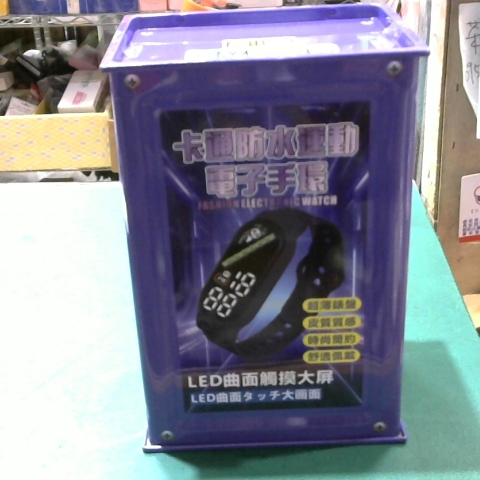 卡通防水運動
電子手環
FASHION ELECTRONIC WATCH
超薄錶盤
皮質質感
時尚簡約
舒適佩戴
LED曲面觸摸大屏
LED曲面タッチ大画面